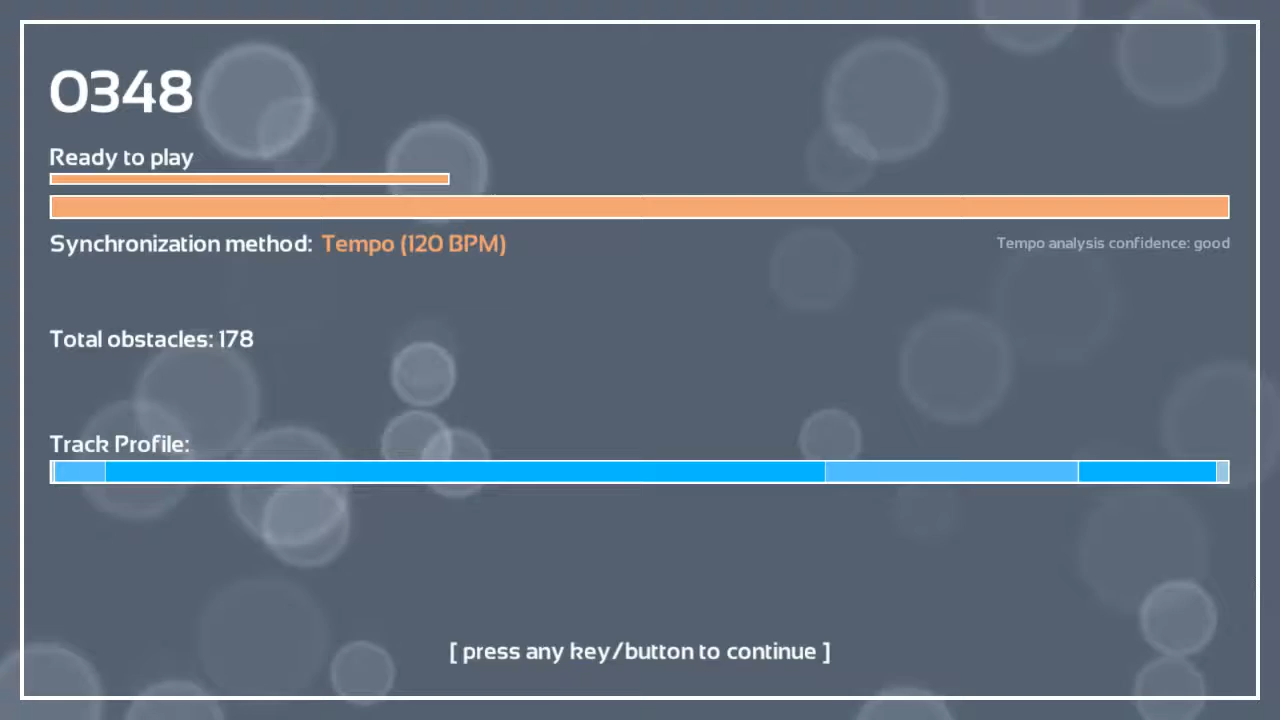 0348
Ready to play
Synchronization method: Tempo (120 BPM)
Tempo analysis confidence: good
Total obstacles: 178
Track Profile:
[ press any key/button to continue ]